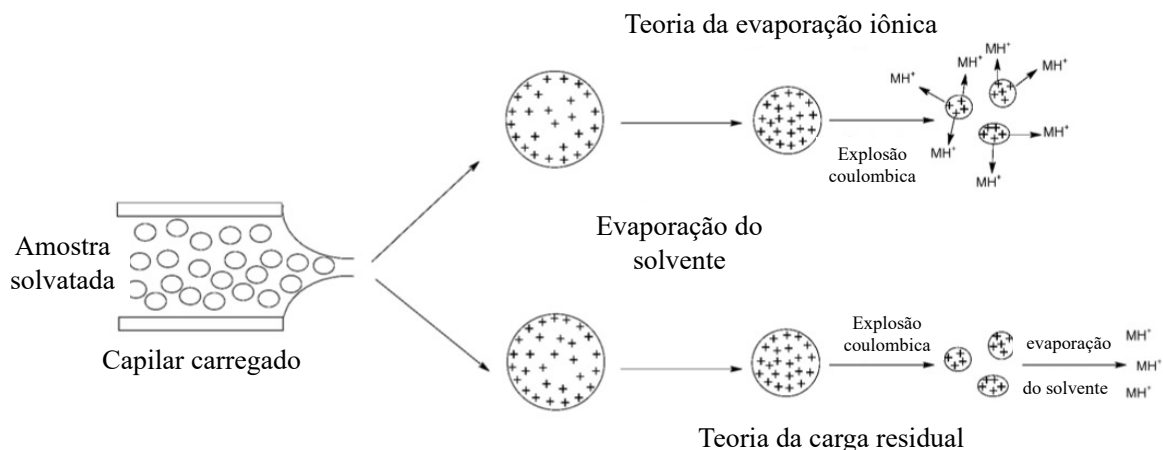 Teoria da evaporação iônica
MH⁺
MH⁺
MH⁺
MH⁺
MH⁺
MH⁺
MH⁺
Explosão
coulombica
Amostra
solvatada
Capilar carregado
Evaporação do
solvente
Explosão
coulombica
evaporação
do solvente
MH⁺
MH⁺
MH⁺
Teoria da carga residual